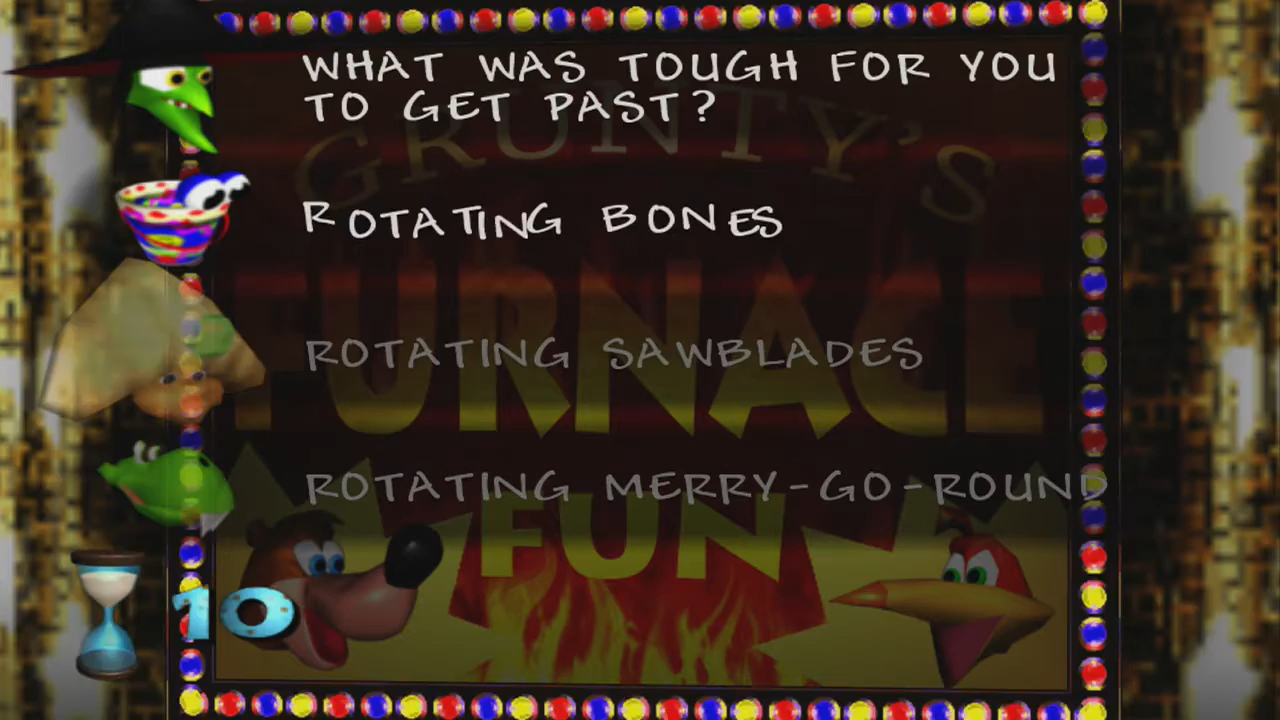 WHAT WAS TOUGH FOR YOU
TO GET PAST?
GRUNTY'S
ROTATING BONES
FURNACE
ROTATING SAWBLADES
ROTATING MERRY-GO-ROUND
FUN
10